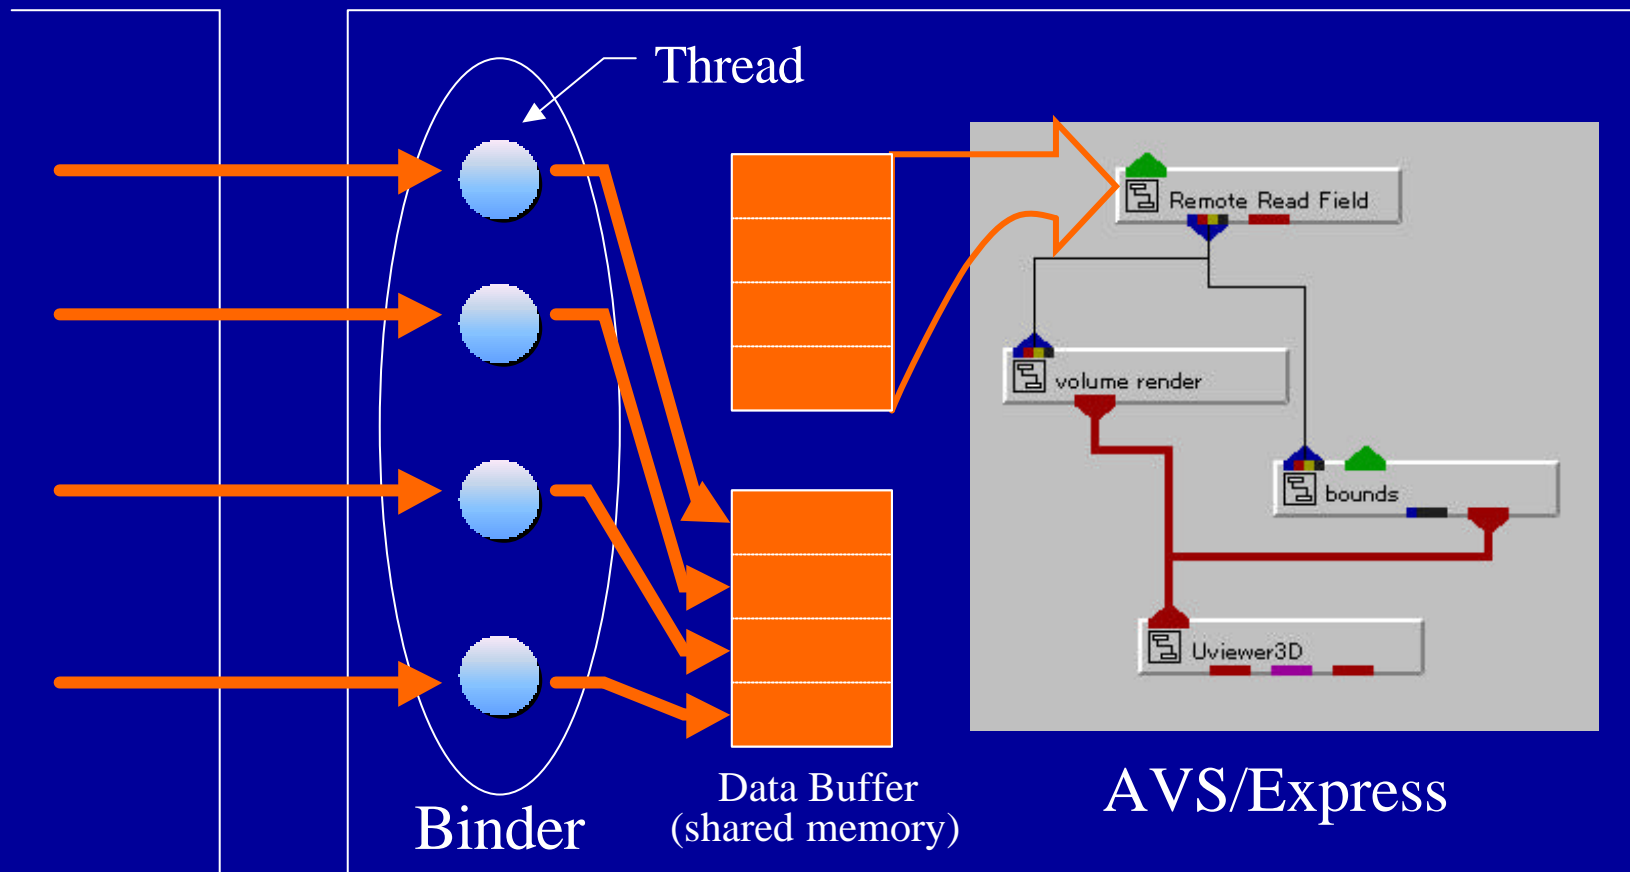 Thread
Remote Read Field
volume render
bounds
Uviewer3D
Data Buffer
(shared memory)
AVS/Express
Binder